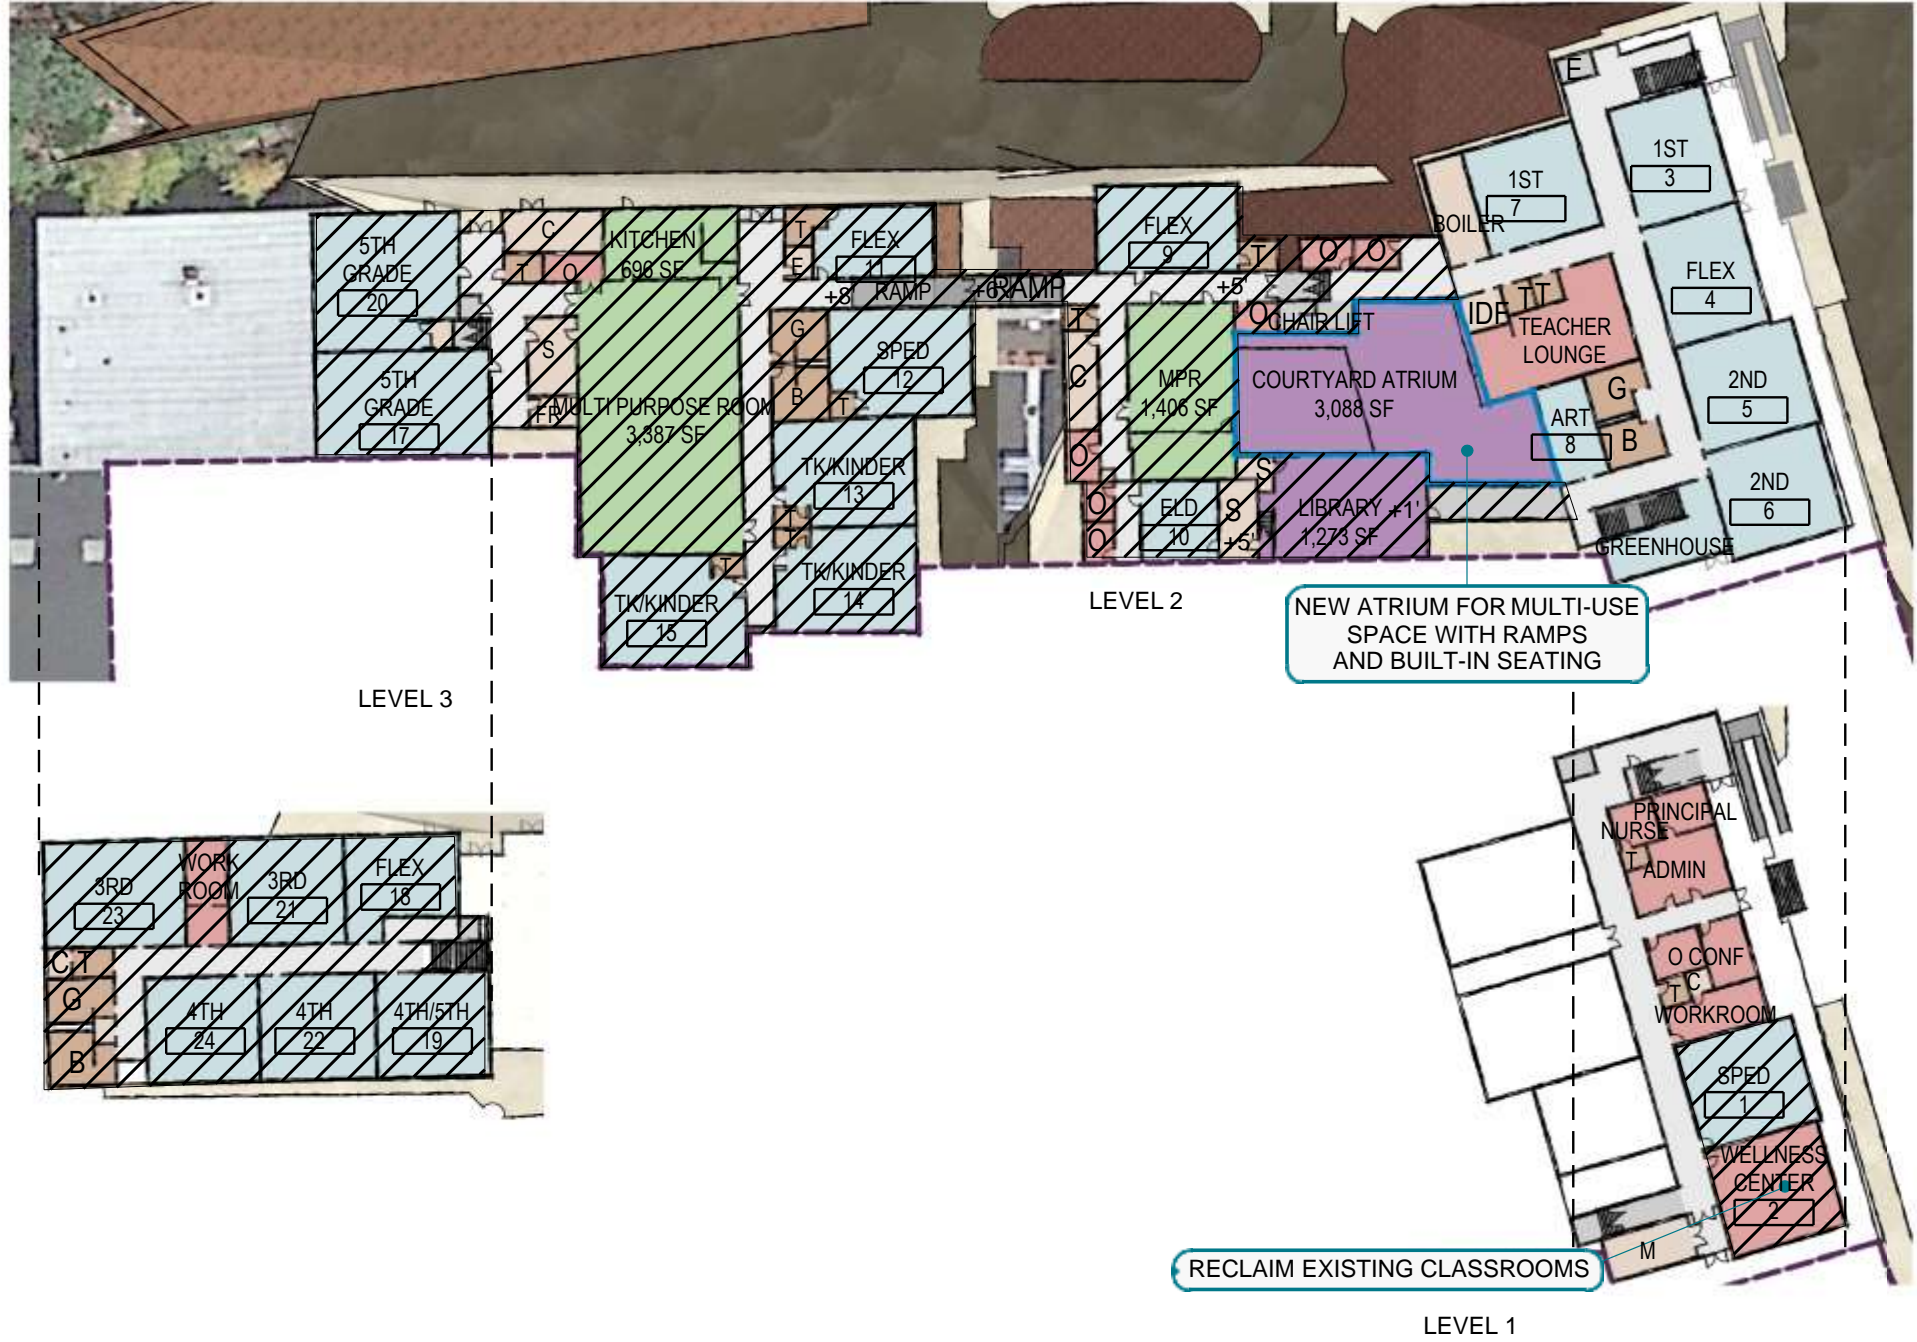 E
1ST
3
1ST
7
BOILER
FLEX
4
IDF
T
T
TEACHER
LOUNGE
2ND
5
G
ART
8
B
2ND
6
GREENHOUSE
5TH
GRADE
20
C
T
O
KITCHEN
696 SF
T
E
FLEX
11
+8'
RAMP
+6'
RAMP
FLEX
9
T
O
O
+5'
O
CHAIR LIFT
S
G
SPED
12
T
C
MPR
1,406 SF
COURTYARD ATRIUM
3,088 SF
5TH
GRADE
17
FR
MULTI PURPOSE ROOM
3,387 SF
B
T
TK/KINDER
13
O
S
O
ELD
10
S
LIBRARY
1,273 SF
+1'
O
+5'
T
T
T
TK/KINDER
14
TK/KINDER
15
LEVEL 2
NEW ATRIUM FOR MULTI-USE
SPACE WITH RAMPS
AND BUILT-IN SEATING
LEVEL 3
3RD
23
WORK
ROOM
3RD
21
FLEX
18
C
T
G
4TH
24
4TH
22
4TH/5TH
19
B
PRINCIPAL
NURSE
T
ADMIN
O
CONF
C
T
WORKROOM
SPED
1
WELLNESS
CENTER
2
M
RECLAIM EXISTING CLASSROOMS
LEVEL 1